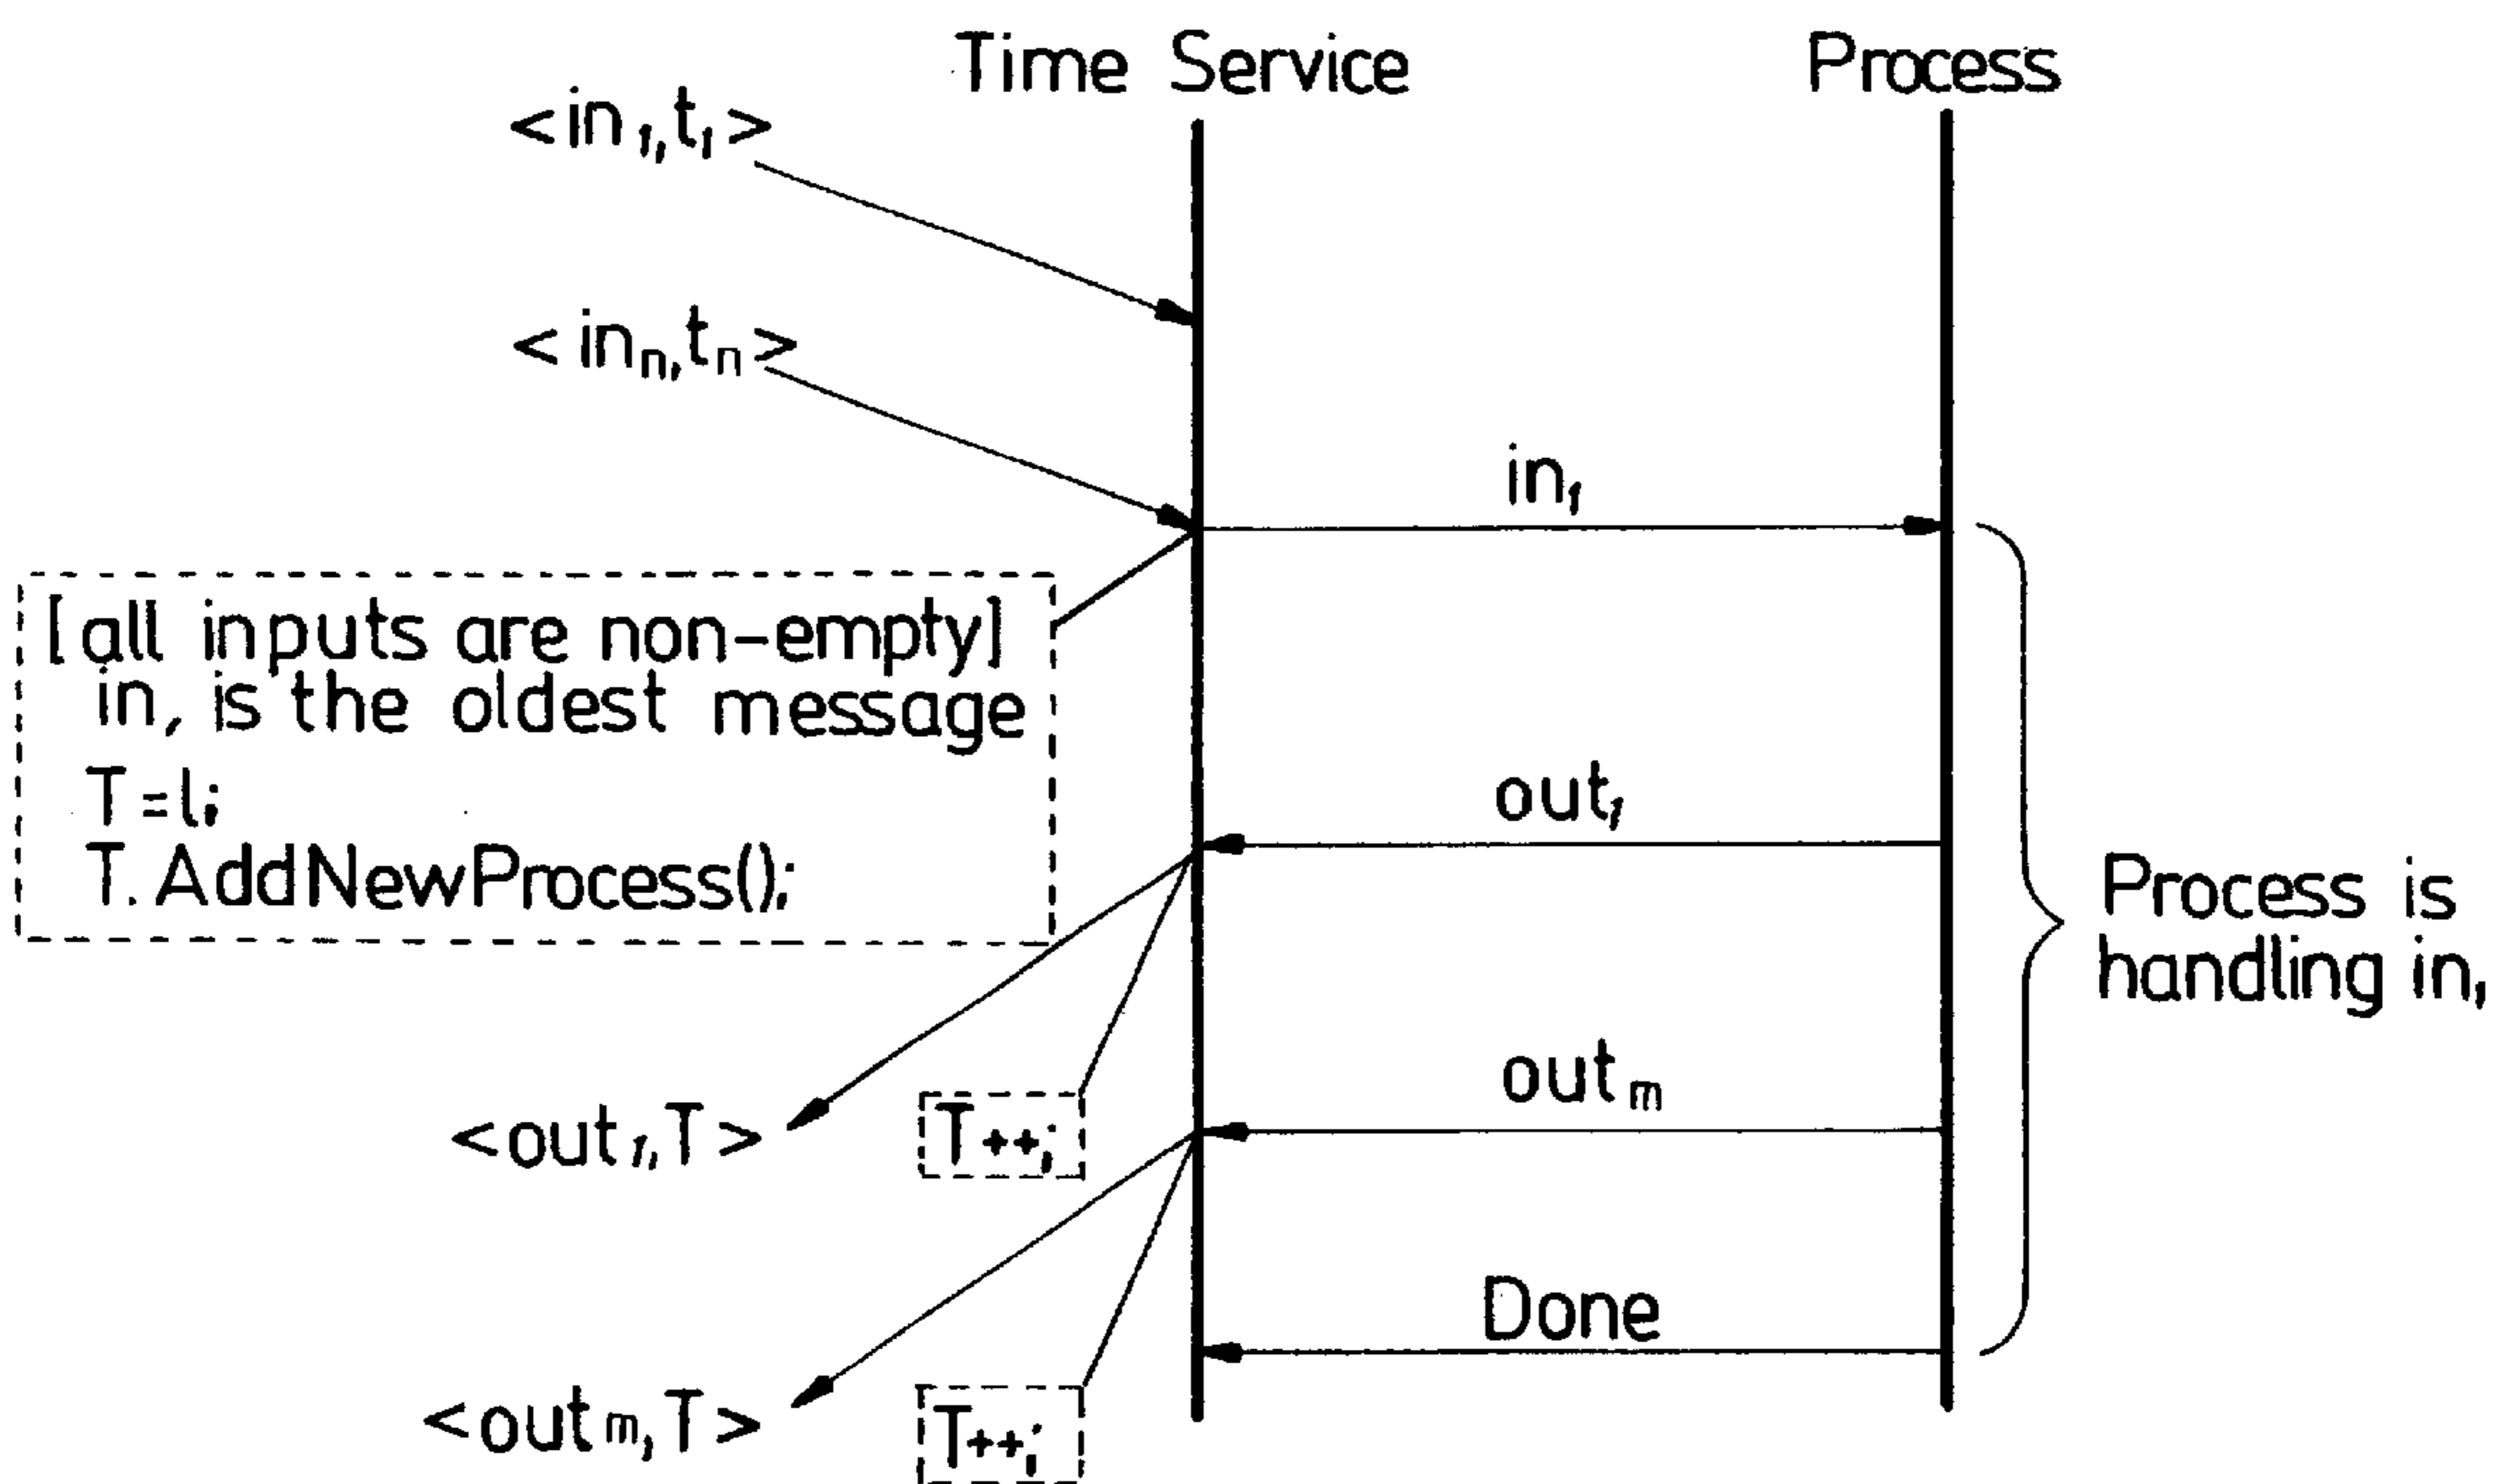 Time Service
Process
<in₁,t₁>
<inₙ,tₙ>
in₁
[all inputs are non-empty]
in₁ is the oldest message
T=l;
T.AddNewProcess();
out₁
Process is
handling in₁
outₘ
<out₁,T>
T++;
Done
<outₘ,T>
T++;